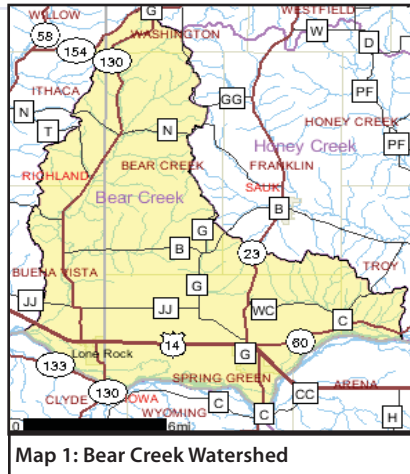 WILLOW
G
WESTFIELD
58
WASHINGTON
W
D
154
130
ITHACA
PF
GG
N
HONEY CREEK
T
N
Honey Creek
PF
RICHLAND
BEAR CREEK
FRANKLIN
SAUK
Bear Creek
B
G
B
23
TROY
BUENA VISTA
G
JJ
JJ
WC
C
14
60
Lone Rock
G
133
SPRING GREEN
ARENA
130
CC
CLYDE
IOWA
C
WYOMING
C
H
0
6mi
Map 1: Bear Creek Watershed